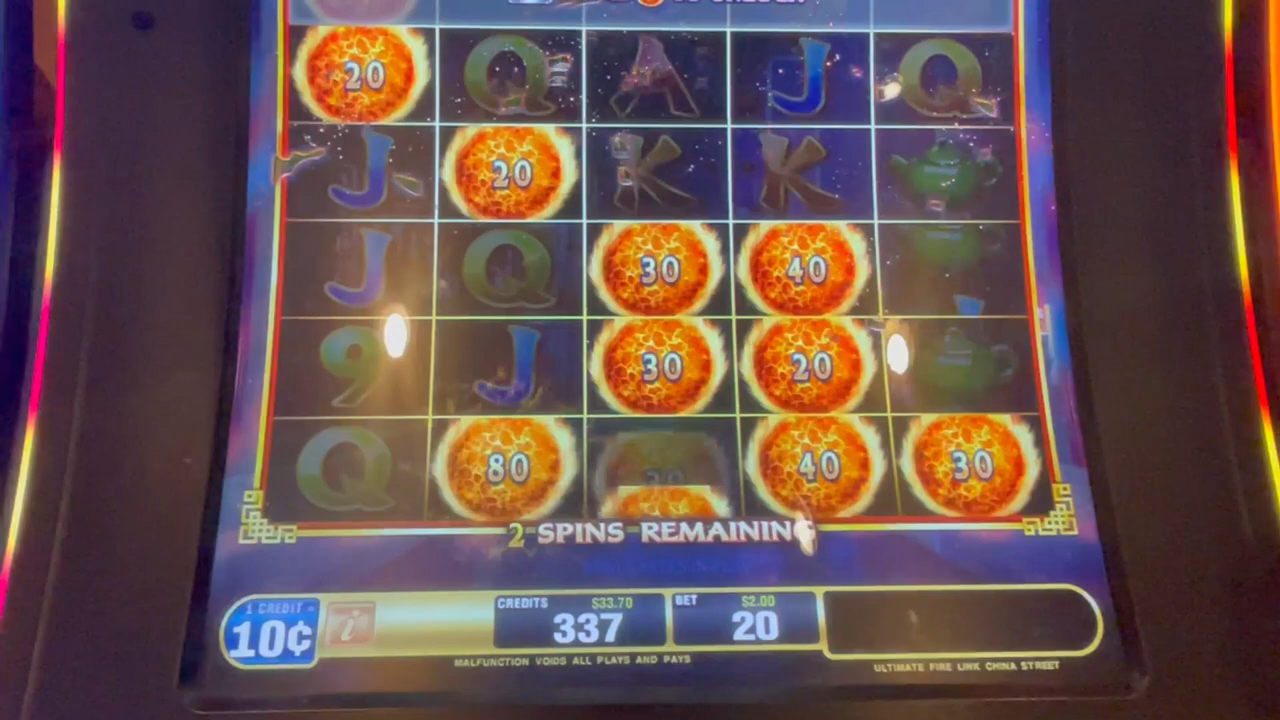 20 Q A J Q
J 20 K K
J Q 30 40
9 J 30 20
Q 80 40 30
2 SPINS REMAINING
1 CREDIT =
10¢
i
CREDITS $33.70
337
BET $2.00
20
MALFUNCTION VOIDS ALL PLAYS AND PAYS
ULTIMATE FIRE LINK CHINA STREET